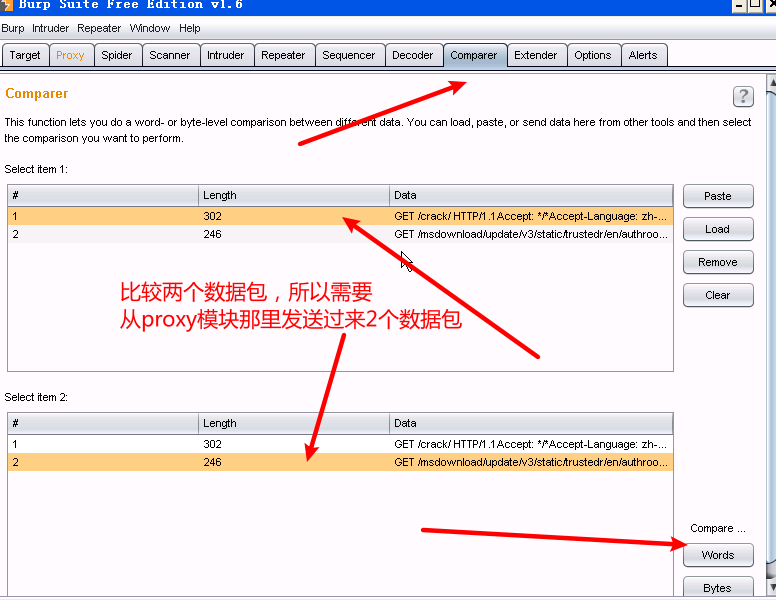 Burp Suite Free Edition v1.6
Burp Intruder Repeater Window Help
Target Proxy Spider Scanner Intruder Repeater Sequencer Decoder Comparer Extender Options Alerts
Comparer
?
This function lets you do a word- or byte-level comparison between different data. You can load, paste, or send data here from other tools and then select
the comparison you want to perform.
Select item 1:
# Length Data
1 302 GET /crack/ HTTP/1.1Accept: */*Accept-Language: zh-...
2 246 GET /msdownload/update/v3/static/trustedr/en/authroo...
Paste
Load
Remove
Clear
比较两个数据包，所以需要
从proxy模块那里发送过来2个数据包
Select item 2:
# Length Data
1 302 GET /crack/ HTTP/1.1Accept: */*Accept-Language: zh-...
2 246 GET /msdownload/update/v3/static/trustedr/en/authroo...
Compare ...
Words
Bytes